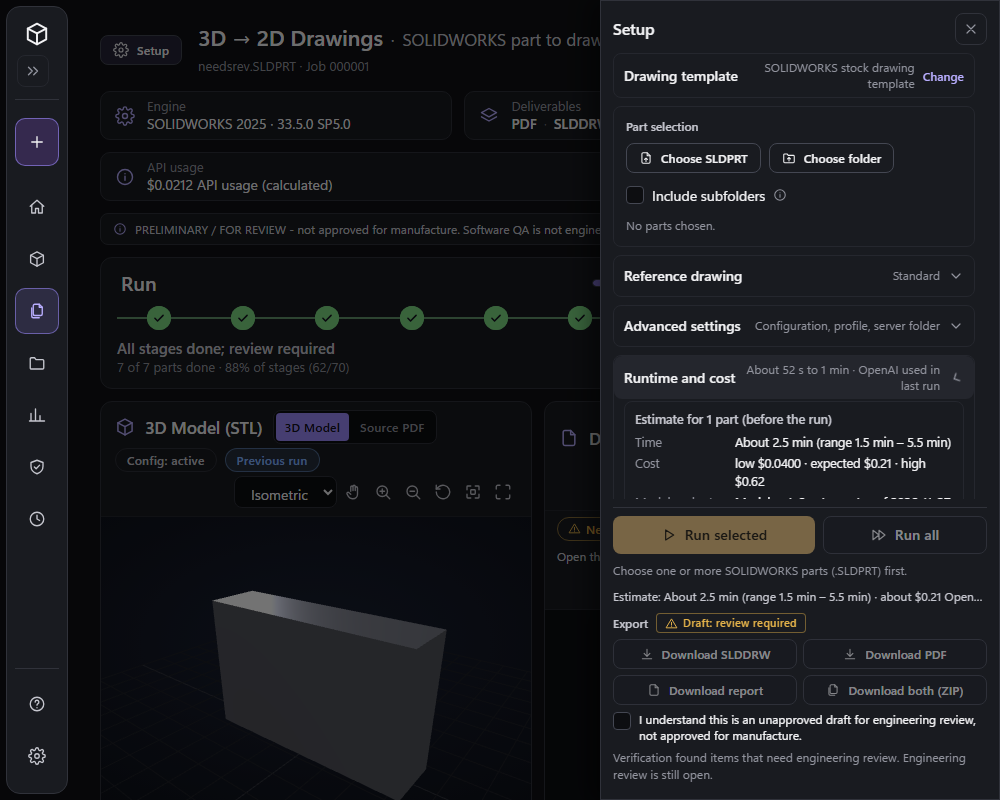 Setup
3D → 2D Drawings · SOLIDWORKS part to draw
needsrev.SLDPRT · Job 000001
Engine
SOLIDWORKS 2025 · 33.5.0 SP5.0
Deliverables
PDF · SLDDRW
API usage
$0.0212 API usage (calculated)
PRELIMINARY / FOR REVIEW - not approved for manufacture. Software QA is not engine
Run
All stages done; review required
7 of 7 parts done · 88% of stages (62/70)
3D Model (STL)
3D Model
Source PDF
Config: active
Previous run
Isometric
D
Ne
Open th
Setup
Drawing template
SOLIDWORKS stock drawing
template
Change
Part selection
Choose SLDPRT
Choose folder
Include subfolders
No parts chosen.
Reference drawing
Standard
Advanced settings
Configuration, profile, server folder
Runtime and cost
About 52 s to 1 min · OpenAI used in
last run
Estimate for 1 part (before the run)
Time
About 2.5 min (range 1.5 min – 5.5 min)
Cost
low $0.0400 · expected $0.21 · high
$0.62
Run selected
Run all
Choose one or more SOLIDWORKS parts (.SLDPRT) first.
Estimate: About 2.5 min (range 1.5 min – 5.5 min) · about $0.21 Open...
Export
Draft: review required
Download SLDDRW
Download PDF
Download report
Download both (ZIP)
I understand this is an unapproved draft for engineering review,
not approved for manufacture.
Verification found items that need engineering review. Engineering
review is still open.